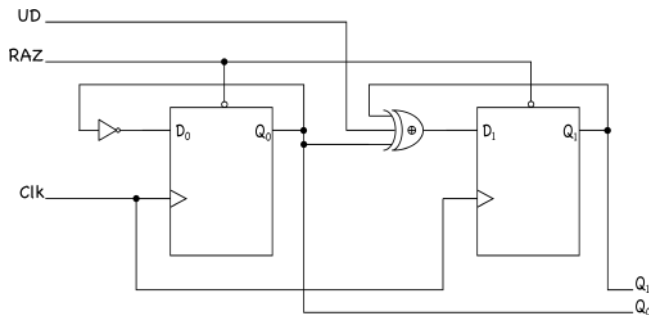 UD
RAZ
D₀ Q₀ ⊕ D₁ Q₁
Clk
Q₁
Q₀